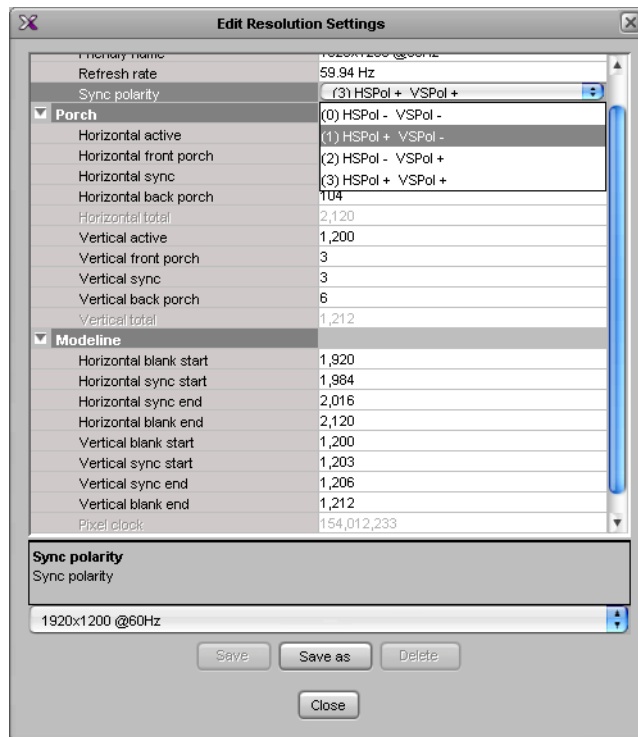 Edit Resolution Settings
Friendly name 1920x1200 @60Hz
Refresh rate 59.94 Hz
Sync polarity (3) HSPol + VSPol +
Porch (0) HSPol - VSPol -
Horizontal active (1) HSPol + VSPol -
Horizontal front porch (2) HSPol - VSPol +
Horizontal sync (3) HSPol + VSPol +
Horizontal back porch 104
Horizontal total 2,120
Vertical active 1,200
Vertical front porch 3
Vertical sync 3
Vertical back porch 6
Vertical total 1,212
Modeline
Horizontal blank start 1,920
Horizontal sync start 1,984
Horizontal sync end 2,016
Horizontal blank end 2,120
Vertical blank start 1,200
Vertical sync start 1,203
Vertical sync end 1,206
Vertical blank end 1,212
Pixel clock 154,012,233
Sync polarity
Sync polarity
1920x1200 @60Hz
Save Save as Delete
Close